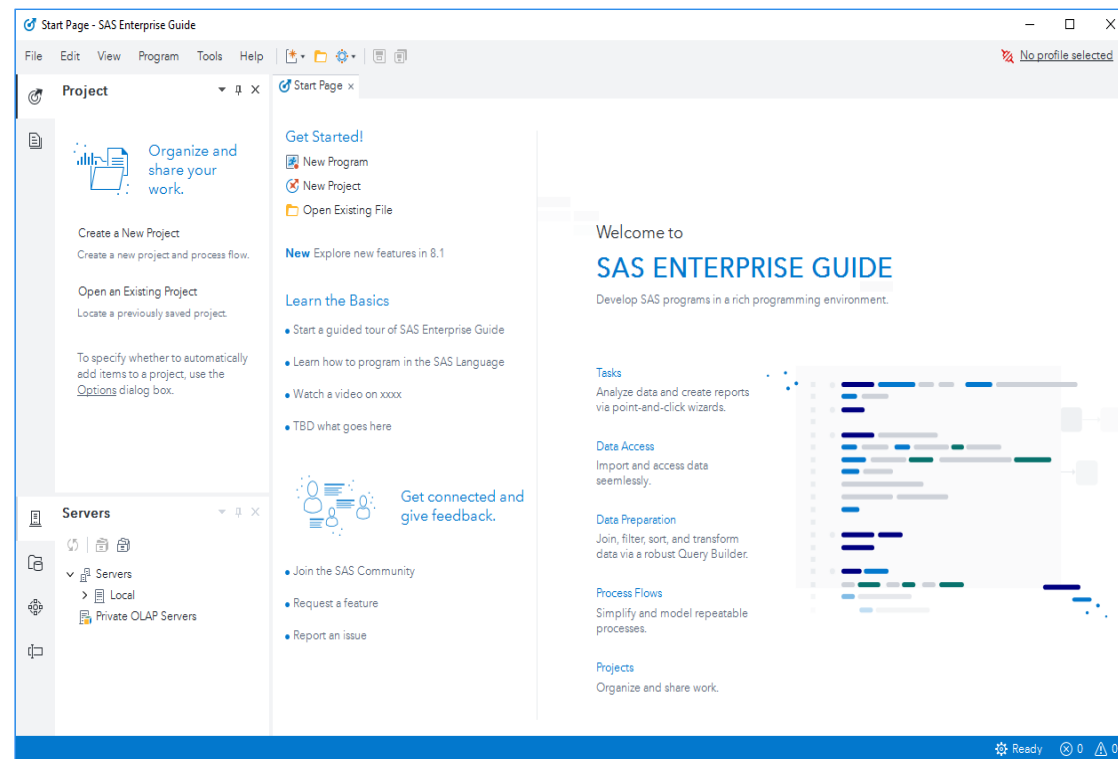 Start Page - SAS Enterprise Guide
File Edit View Program Tools Help
No profile selected
Project
Start Page
Organize and
share your
work.
Create a New Project
Create a new project and process flow.
Open an Existing Project
Locate a previously saved project.
To specify whether to automatically
add items to a project, use the
Options dialog box.
Servers
Servers
Local
Private OLAP Servers
Get Started!
New Program
New Project
Open Existing File
New Explore new features in 8.1
Learn the Basics
Start a guided tour of SAS Enterprise Guide
Learn how to program in the SAS Language
Watch a video on xxxx
TBD what goes here
Get connected and
give feedback.
Join the SAS Community
Request a feature
Report an issue
Welcome to
SAS ENTERPRISE GUIDE
Develop SAS programs in a rich programming environment.
Tasks
Analyze data and create reports
via point-and-click wizards.
Data Access
Import and access data
seamlessly.
Data Preparation
Join, filter, sort, and transform
data via a robust Query Builder.
Process Flows
Simplify and model repeatable
processes.
Projects
Organize and share work.
Ready 0 0